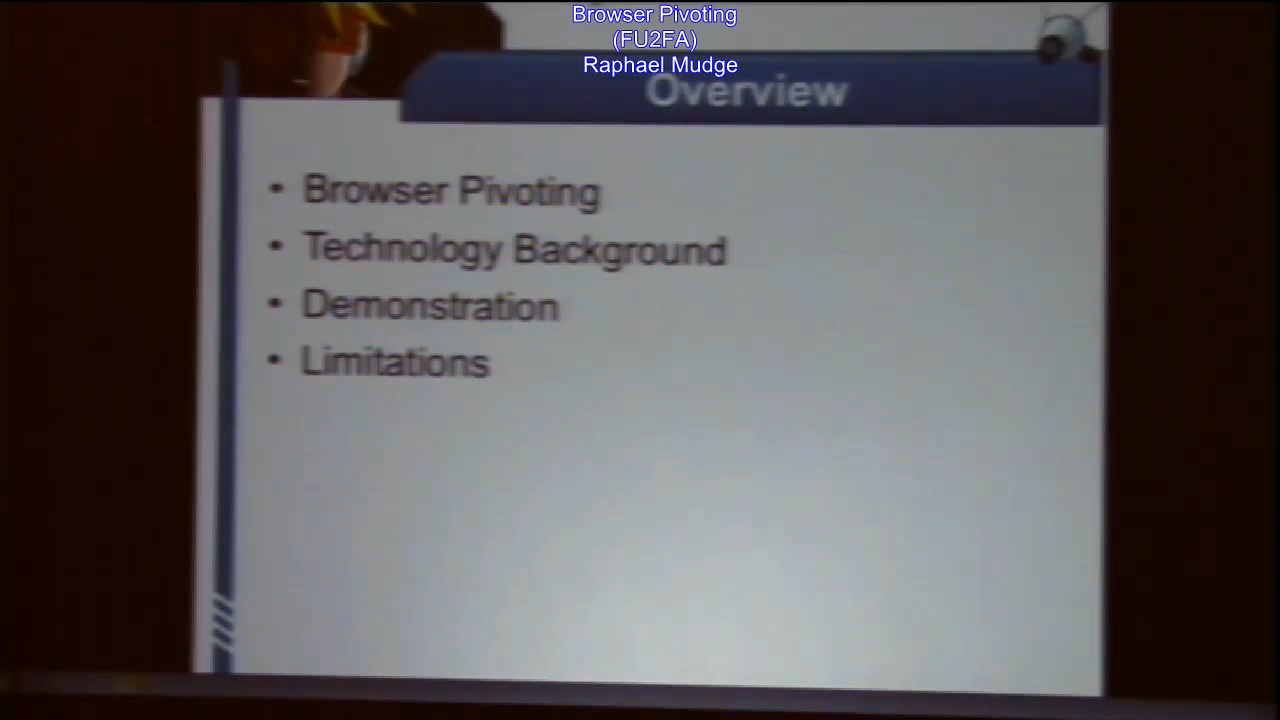 Browser Pivoting
(FU2FA)
Raphael Mudge
Overview
• Browser Pivoting
• Technology Background
• Demonstration
• Limitations